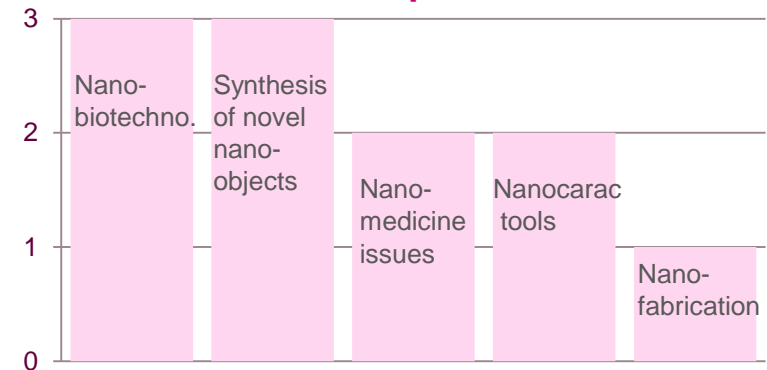 3
2
1
0
Nano-
biotechno.
Synthesis
of novel
nano-
objects
Nano-
medicine
issues
Nanocarac
tools
Nano-
fabrication